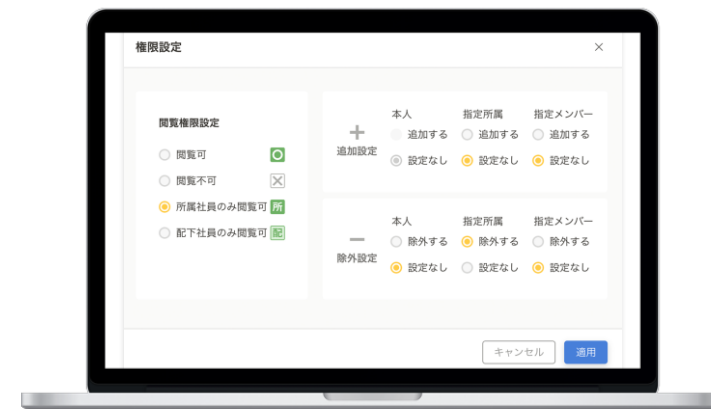 権限設定
×
閲覧権限設定
閲覧可
閲覧不可
所属社員のみ閲覧可 所
配下社員のみ閲覧可 配
追加設定
本人 指定所属 指定メンバー
追加する 追加する 追加する
設定なし 設定なし 設定なし
除外設定
本人 指定所属 指定メンバー
除外する 除外する 除外する
設定なし 設定なし 設定なし
キャンセル 適用